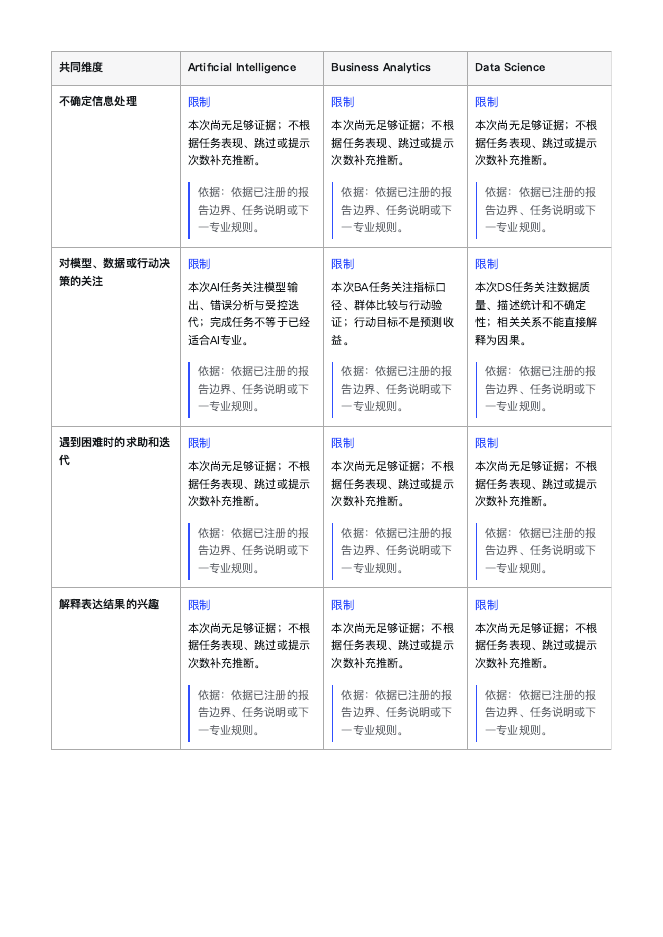 共同维度
Artificial Intelligence
Business Analytics
Data Science
不确定信息处理
限制
本次尚无足够证据；不根
据任务表现、跳过或提示
次数补充推断。
依据：依据已注册的报
告边界、任务说明或下
一专业规则。
限制
本次尚无足够证据；不根
据任务表现、跳过或提示
次数补充推断。
依据：依据已注册的报
告边界、任务说明或下
一专业规则。
限制
本次尚无足够证据；不根
据任务表现、跳过或提示
次数补充推断。
依据：依据已注册的报
告边界、任务说明或下
一专业规则。
对模型、数据或行动决
策的关注
限制
本次AI任务关注模型输
出、错误分析与受控迭
代；完成任务不等于已经
适合AI专业。
依据：依据已注册的报
告边界、任务说明或下
一专业规则。
限制
本次BA任务关注指标口
径、群体比较与行动验
证；行动目标不是预测收
益。
依据：依据已注册的报
告边界、任务说明或下
一专业规则。
限制
本次DS任务关注数据质
量、描述统计和不确定
性；相关关系不能直接解
释为因果。
依据：依据已注册的报
告边界、任务说明或下
一专业规则。
遇到困难时的求助和迭
代
限制
本次尚无足够证据；不根
据任务表现、跳过或提示
次数补充推断。
依据：依据已注册的报
告边界、任务说明或下
一专业规则。
限制
本次尚无足够证据；不根
据任务表现、跳过或提示
次数补充推断。
依据：依据已注册的报
告边界、任务说明或下
一专业规则。
限制
本次尚无足够证据；不根
据任务表现、跳过或提示
次数补充推断。
依据：依据已注册的报
告边界、任务说明或下
一专业规则。
解释表达结果的兴趣
限制
本次尚无足够证据；不根
据任务表现、跳过或提示
次数补充推断。
依据：依据已注册的报
告边界、任务说明或下
一专业规则。
限制
本次尚无足够证据；不根
据任务表现、跳过或提示
次数补充推断。
依据：依据已注册的报
告边界、任务说明或下
一专业规则。
限制
本次尚无足够证据；不根
据任务表现、跳过或提示
次数补充推断。
依据：依据已注册的报
告边界、任务说明或下
一专业规则。